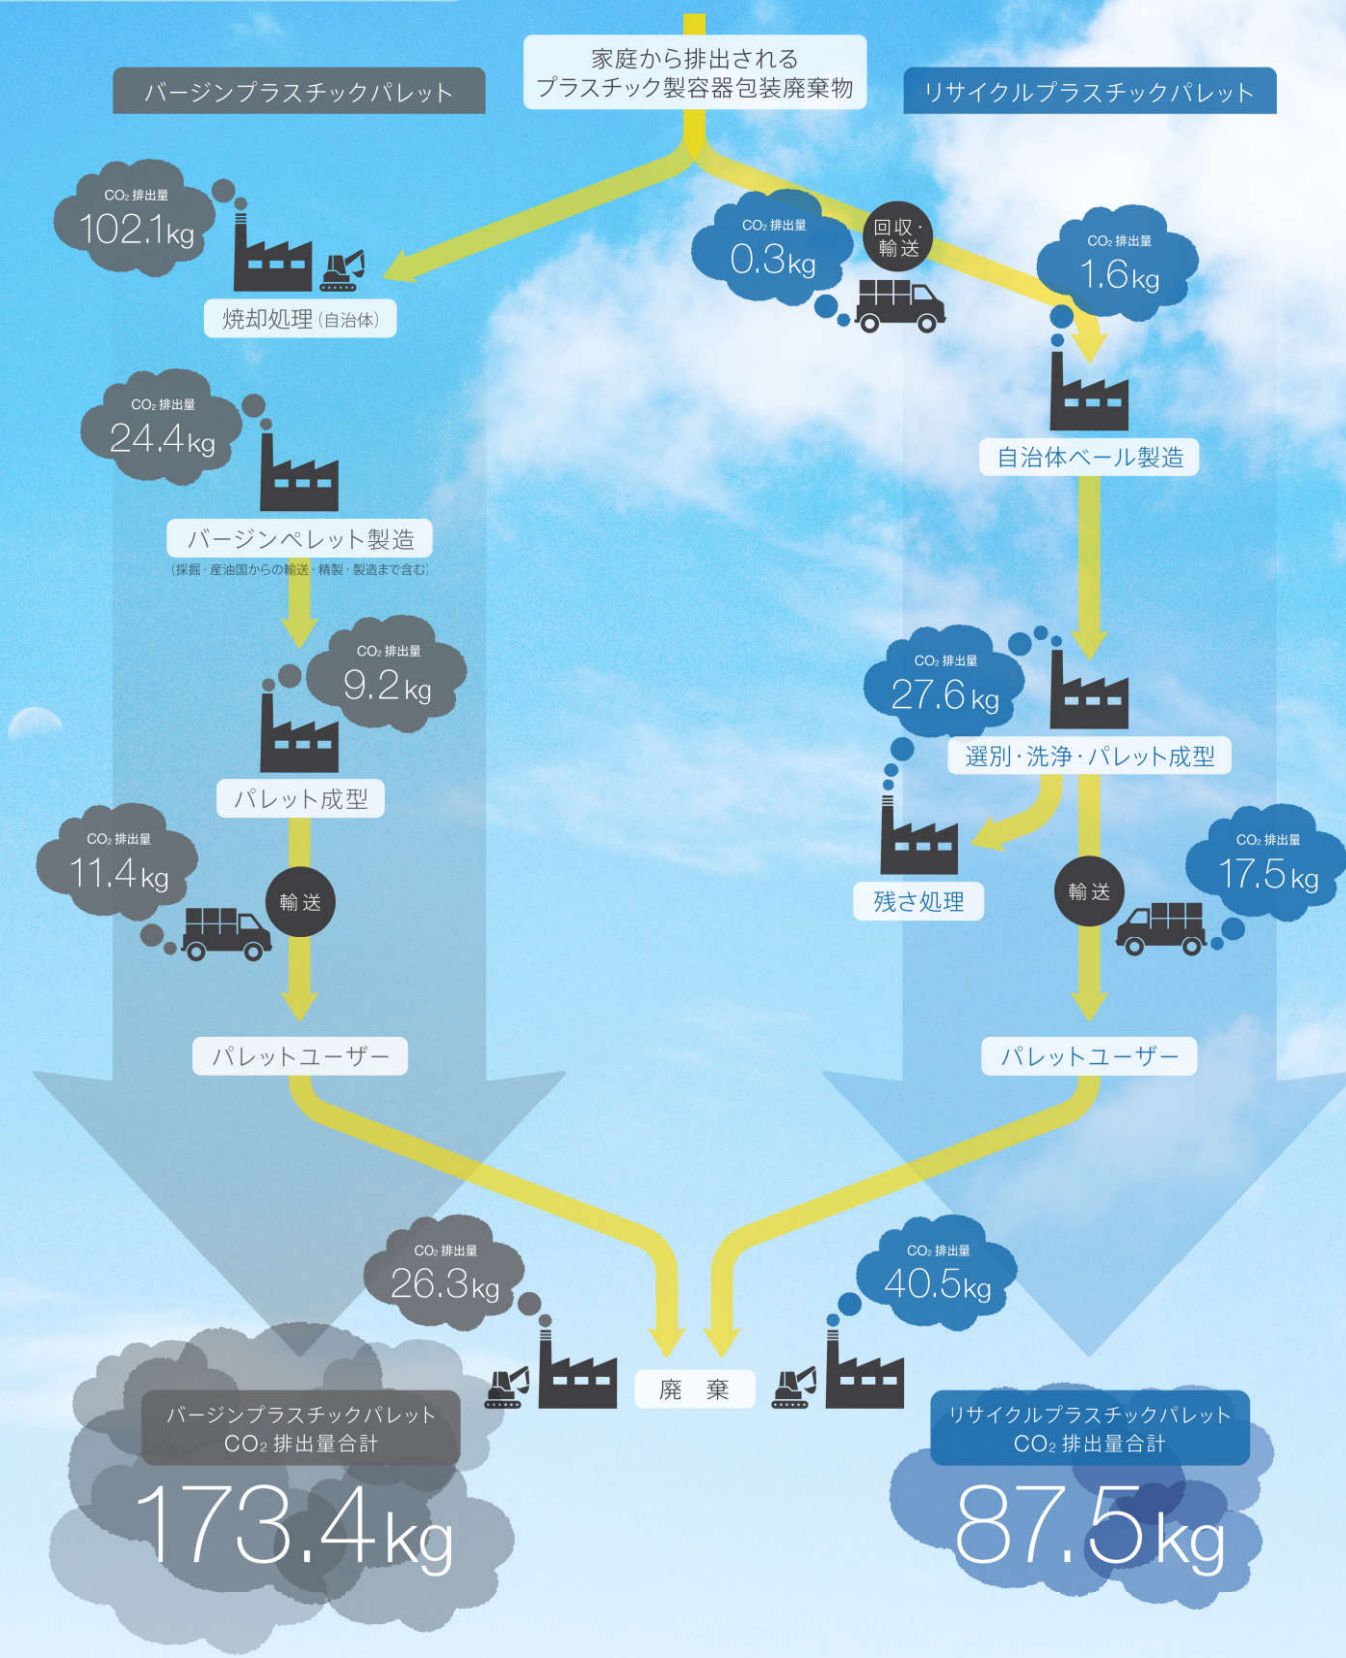 家庭から排出される
プラスチック製容器包装廃棄物
バージンプラスチックパレット
リサイクルプラスチックパレット
CO₂ 排出量
102.1kg
焼却処理(自治体)
CO₂ 排出量
24.4kg
バージンペレット製造
(採掘・産油国からの輸送・精製・製造まで含む)
CO₂ 排出量
9.2kg
パレット成型
CO₂ 排出量
11.4kg
輸送
パレットユーザー
CO₂ 排出量
0.3kg
回収・
輸送
CO₂ 排出量
1.6kg
自治体ベール製造
CO₂ 排出量
27.6kg
選別・洗浄・パレット成型
残さ処理
輸送
CO₂ 排出量
17.5kg
パレットユーザー
CO₂ 排出量
26.3kg
CO₂ 排出量
40.5kg
廃 棄
バージンプラスチックパレット
CO₂ 排出量合計
173.4kg
リサイクルプラスチックパレット
CO₂ 排出量合計
87.5kg